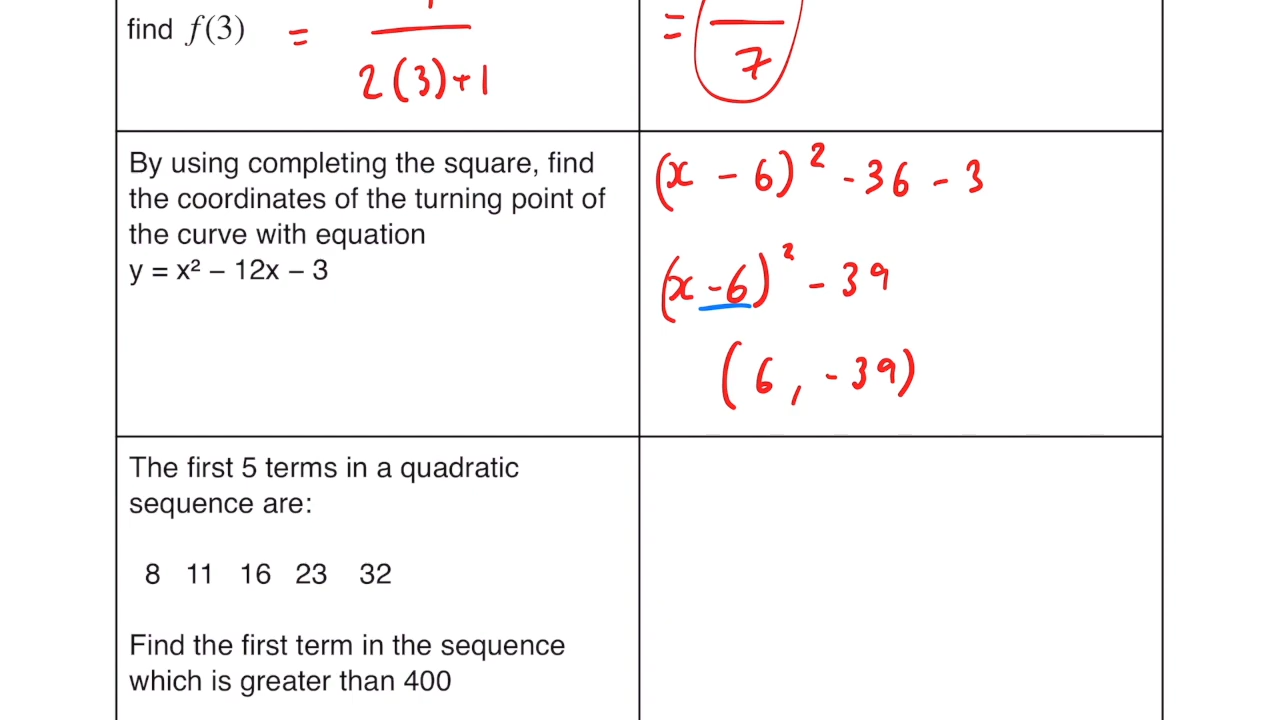 find f(3) =
2(3)+1
=
7
By using completing the square, find
the coordinates of the turning point of
the curve with equation
y = x² – 12x – 3
(x - 6)² - 36 - 3
(x - 6)² - 39
(6, -39)
The first 5 terms in a quadratic
sequence are:
8 11 16 23 32
Find the first term in the sequence
which is greater than 400